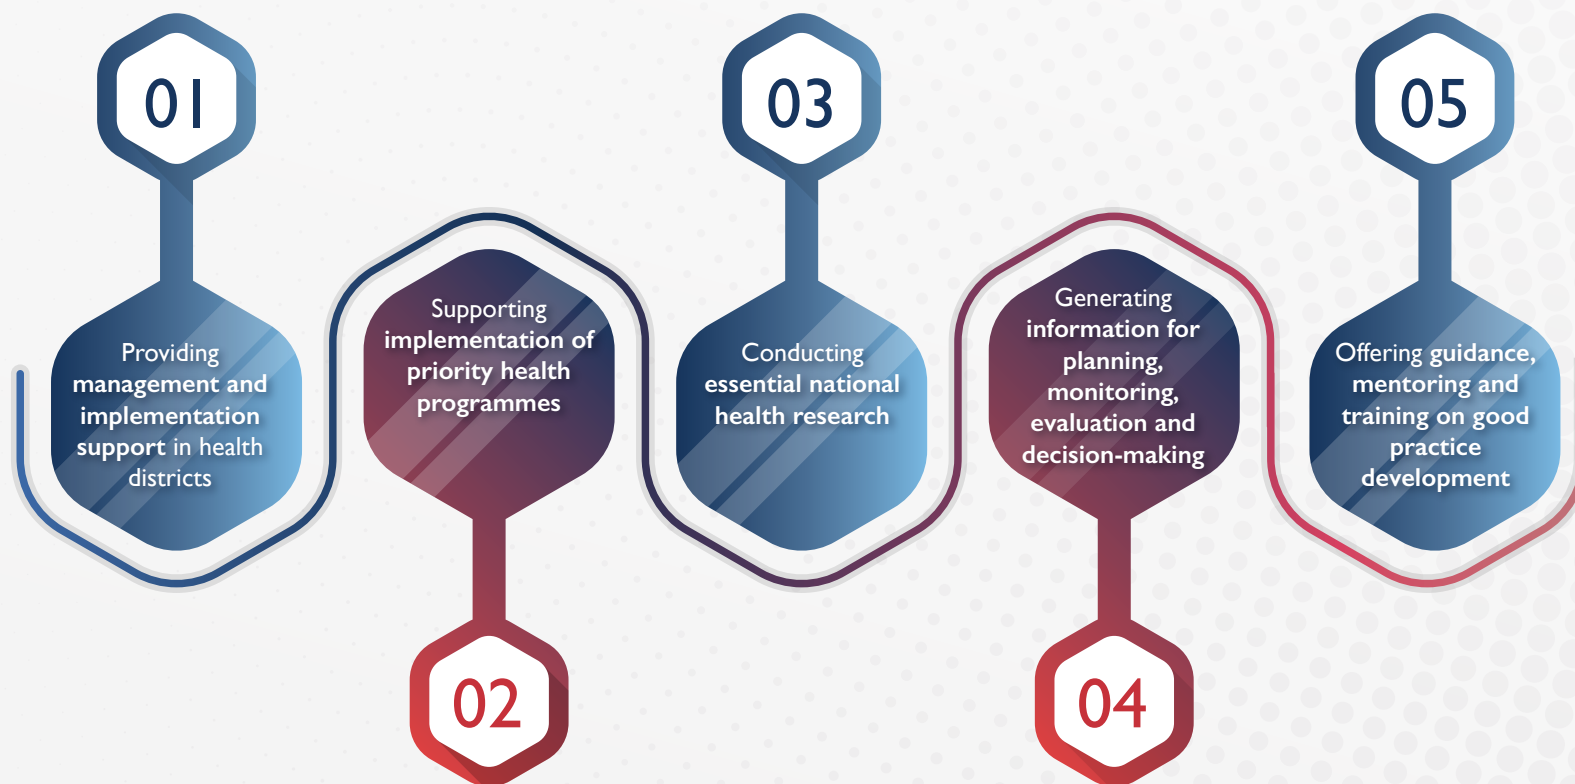 01
Providing
management and
implementation
support in health
districts
02
Supporting
implementation of
priority health
programmes
03
Conducting
essential national
health research
04
Generating
information for
planning,
monitoring,
evaluation and
decision-making
05
Offering guidance,
mentoring and
training on good
practice
development